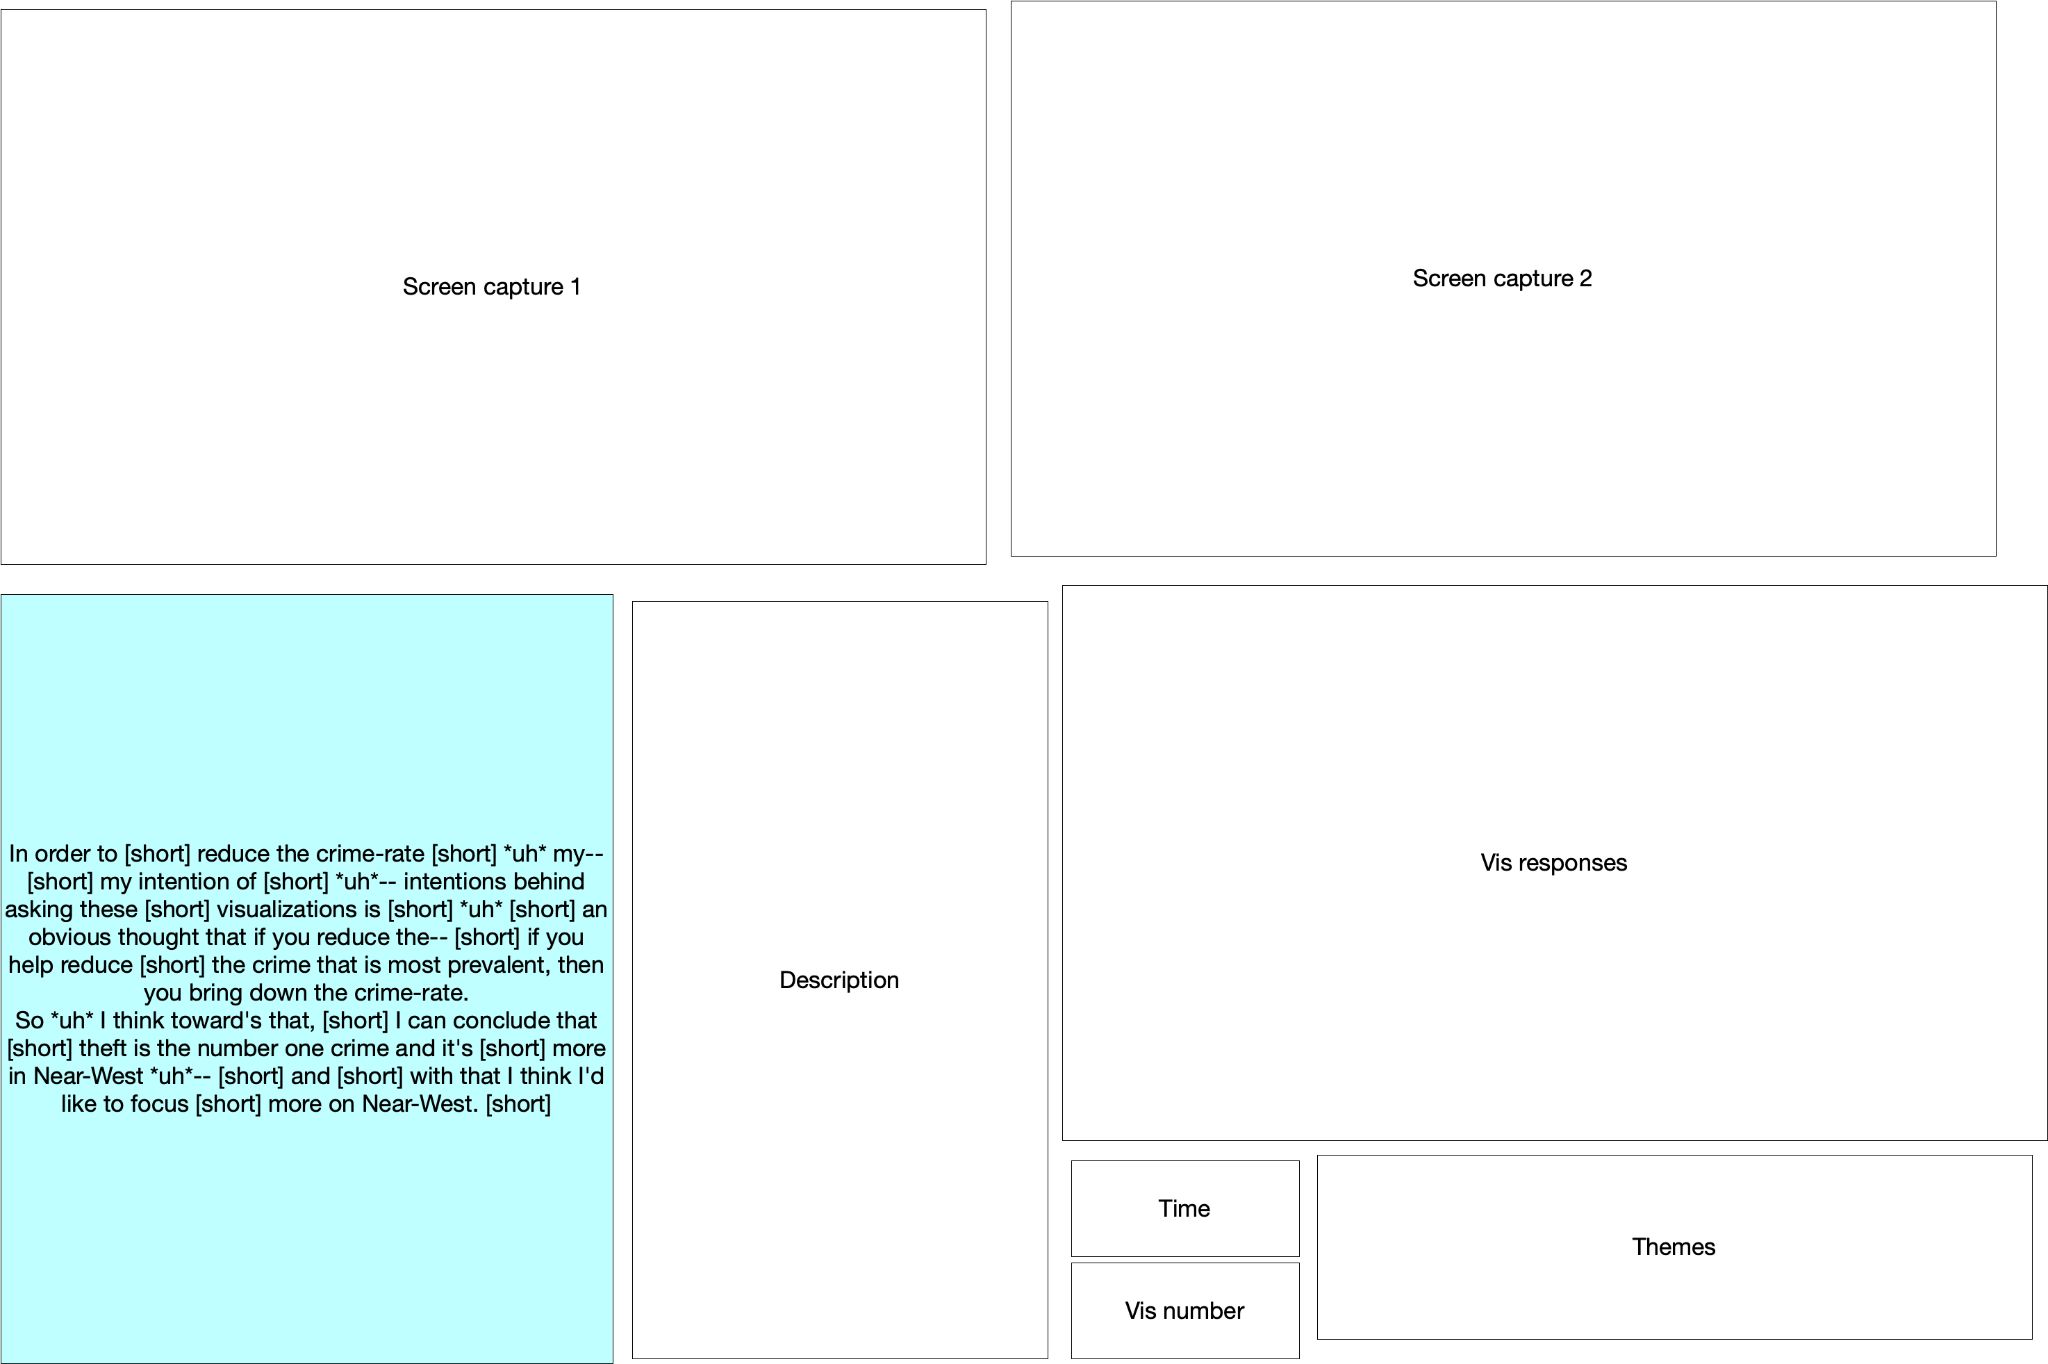 Screen capture 1
Screen capture 2
In order to [short] reduce the crime-rate [short] *uh* my--
[short] my intention of [short] *uh*-- intentions behind
asking these [short] visualizations is [short] *uh* [short] an
obvious thought that if you reduce the-- [short] if you
help reduce [short] the crime that is most prevalent, then
you bring down the crime-rate.
So *uh* I think toward's that, [short] I can conclude that
[short] theft is the number one crime and it's [short] more
in Near-West *uh*-- [short] and [short] with that I think I'd
like to focus [short] more on Near-West. [short]
Description
Vis responses
Time
Vis number
Themes